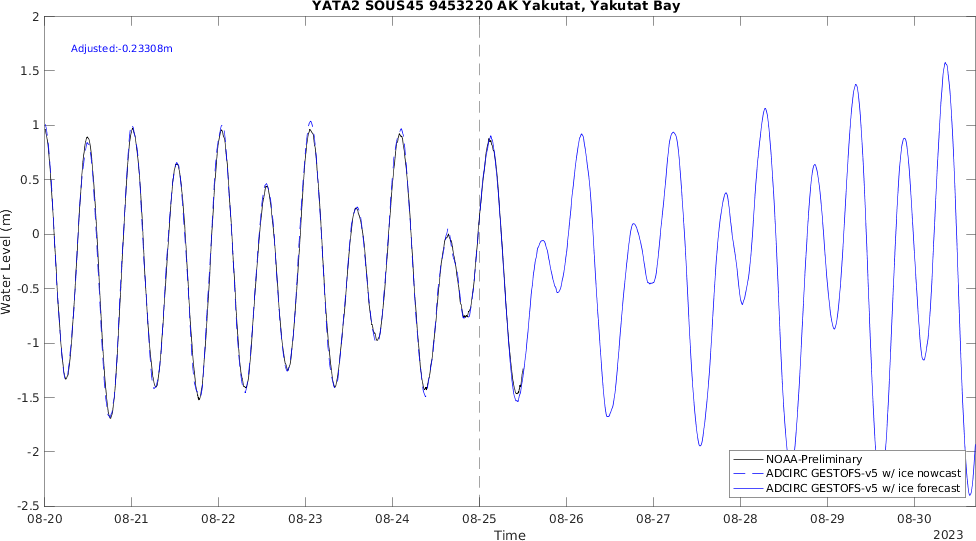 YATA2 SOUS45 9453220 AK Yakutat, Yakutat Bay
Adjusted:-0.23308m
2
1.5
1
0.5
0
-0.5
-1
-1.5
-2
-2.5
Water Level (m)
NOAA-Preliminary
ADCIRC GESTOFS-v5 w/ ice nowcast
ADCIRC GESTOFS-v5 w/ ice forecast
08-20 08-21 08-22 08-23 08-24 08-25 08-26 08-27 08-28 08-29 08-30
Time
2023